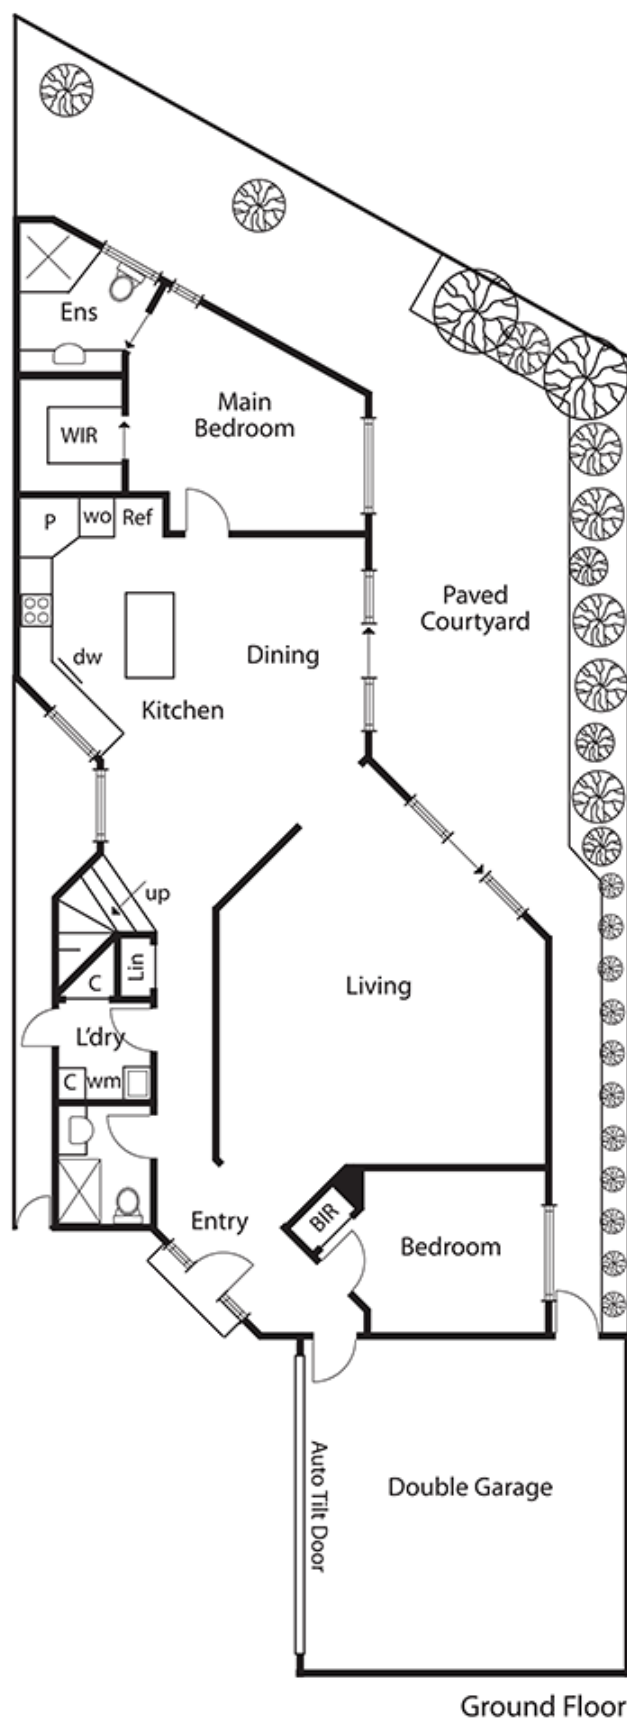 Ens
Main
Bedroom
WIR
P
wo
Ref
Paved
Courtyard
Dining
dw
Kitchen
up
Lin
C
Living
L'dry
C
wm
BIR
Entry
Bedroom
Auto Tilt Door
Double Garage
Ground Floor